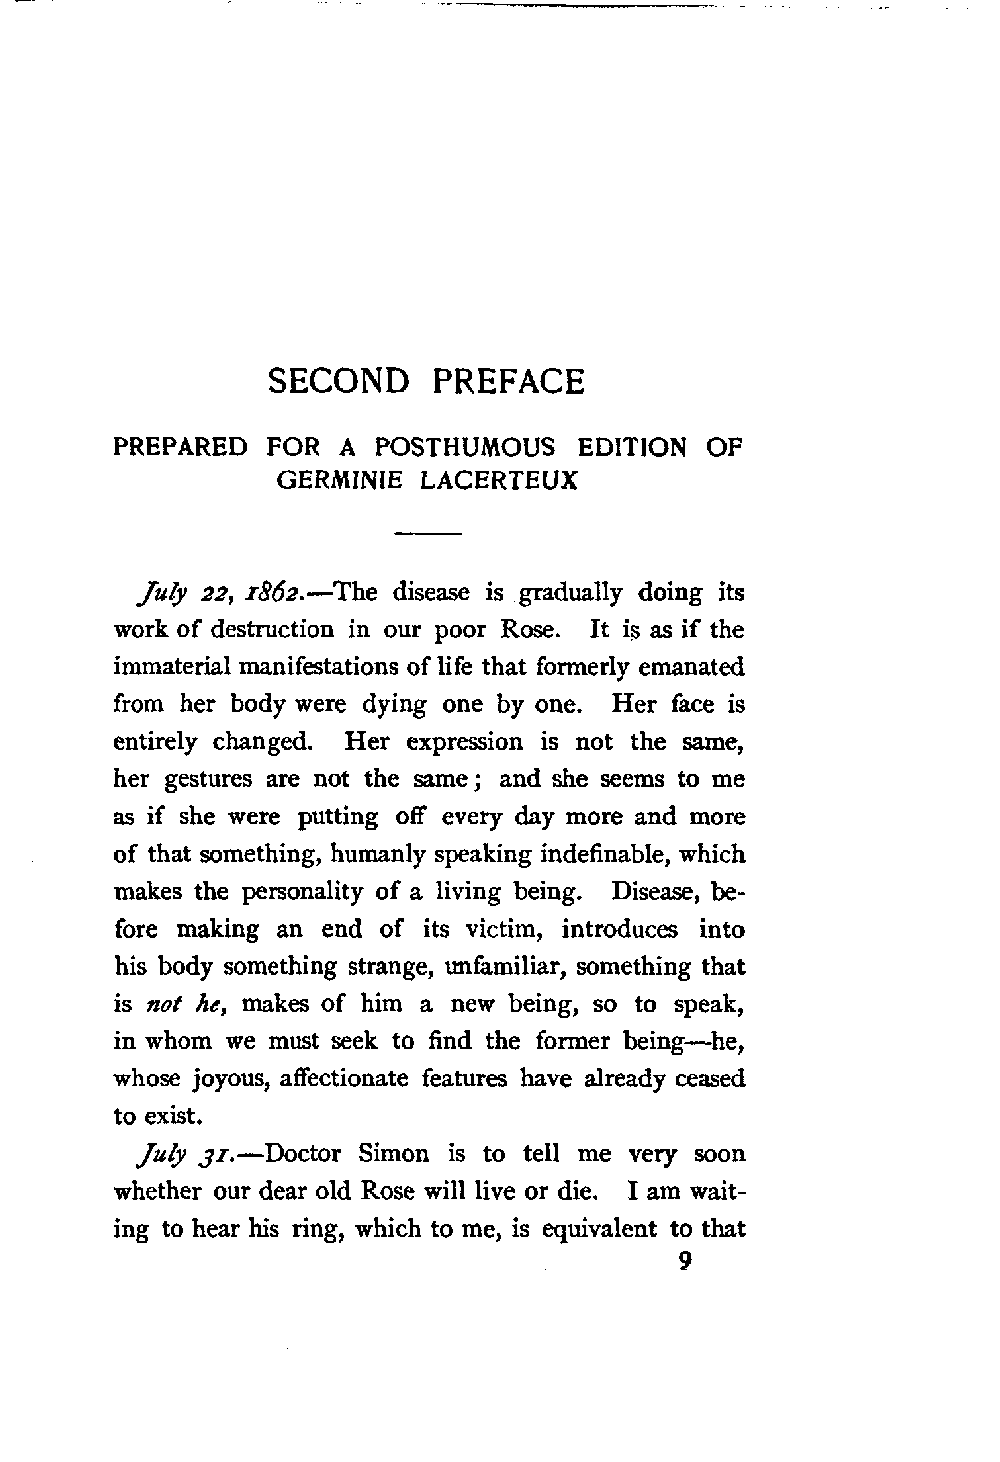 SECOND PREFACE
PREPARED FOR A POSTHUMOUS EDITION OF
GERMINIE LACERTEUX
July 22, 1862.—The disease is gradually doing its
work of destruction in our poor Rose. It is as if the
immaterial manifestations of life that formerly emanated
from her body were dying one by one. Her face is
entirely changed. Her expression is not the same,
her gestures are not the same; and she seems to me
as if she were putting off every day more and more
of that something, humanly speaking indefinable, which
makes the personality of a living being. Disease, be-
fore making an end of its victim, introduces into
his body something strange, unfamiliar, something that
is not he, makes of him a new being, so to speak,
in whom we must seek to find the former being—he,
whose joyous, affectionate features have already ceased
to exist.
July 31.—Doctor Simon is to tell me very soon
whether our dear old Rose will live or die. I am wait-
ing to hear his ring, which to me, is equivalent to that
9